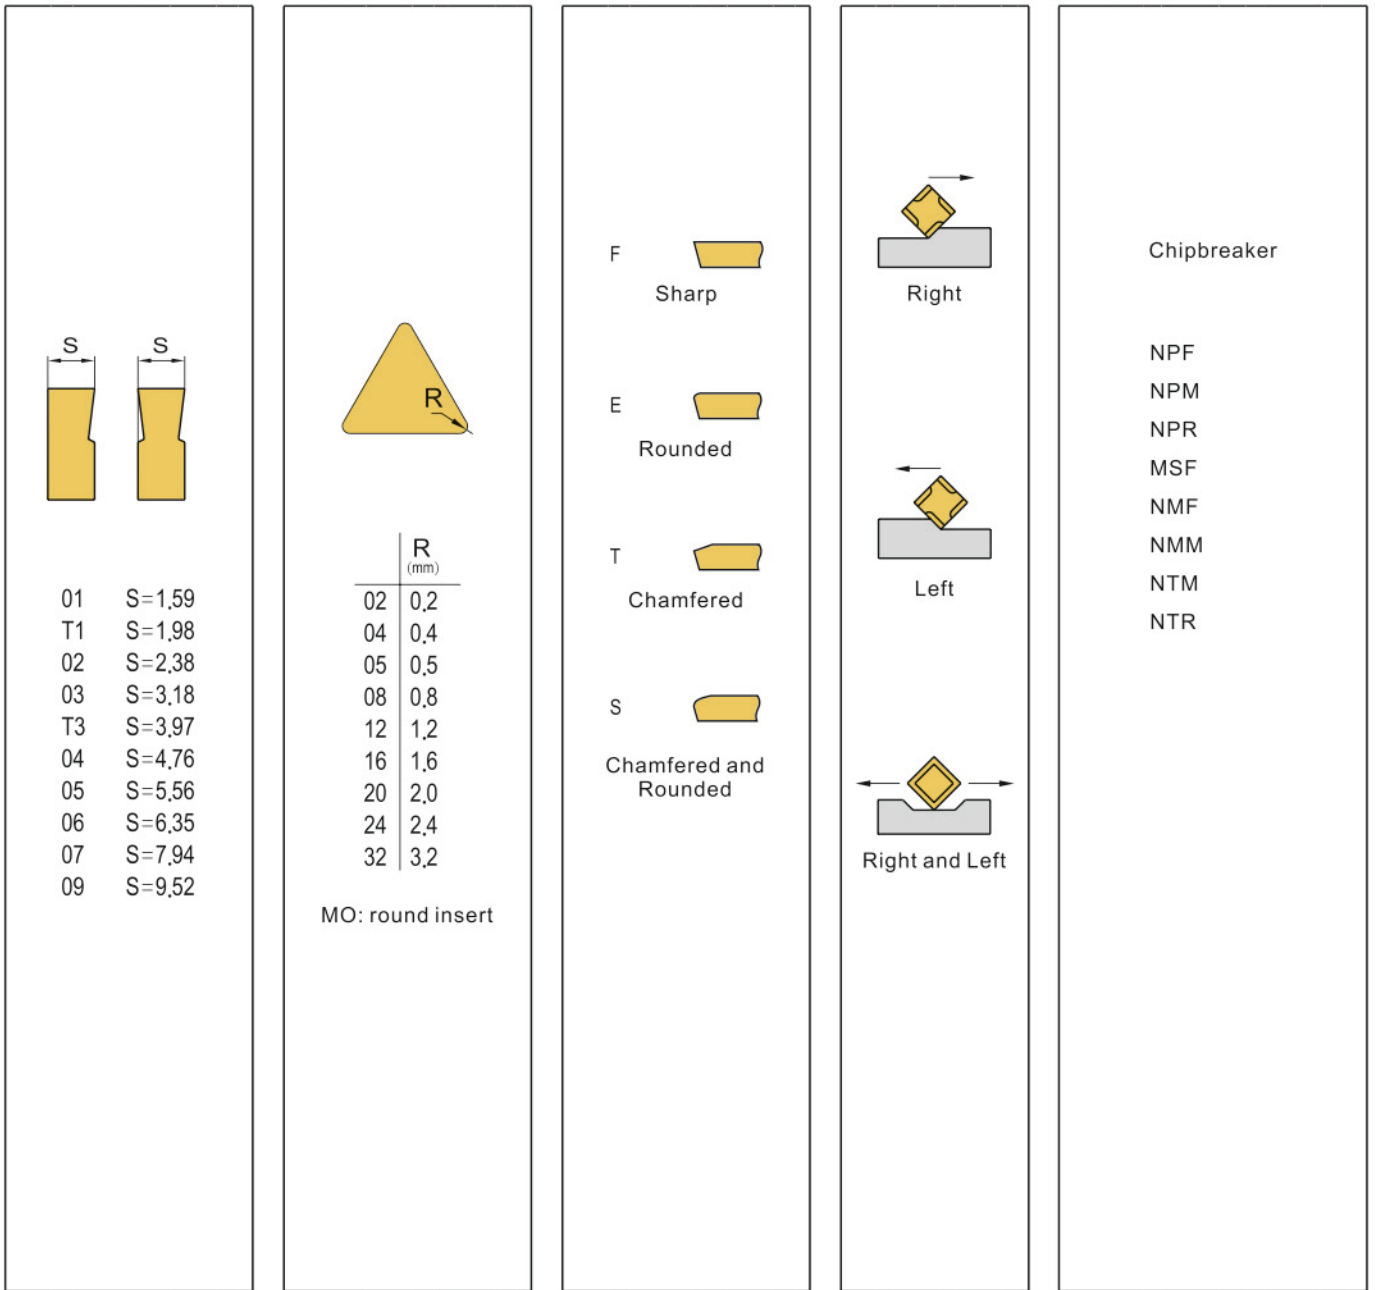 S S
01 S=1.59
T1 S=1.98
02 S=2.38
03 S=3.18
T3 S=3.97
04 S=4.76
05 S=5.56
06 S=6.35
07 S=7.94
09 S=9.52
R
R
(mm)
02 0.2
04 0.4
05 0.5
08 0.8
12 1.2
16 1.6
20 2.0
24 2.4
32 3.2
MO: round insert
F
Sharp
E
Rounded
T
Chamfered
S
Chamfered and
Rounded
Right
Left
Right and Left
Chipbreaker
NPF
NPM
NPR
MSF
NMF
NMM
NTM
NTR